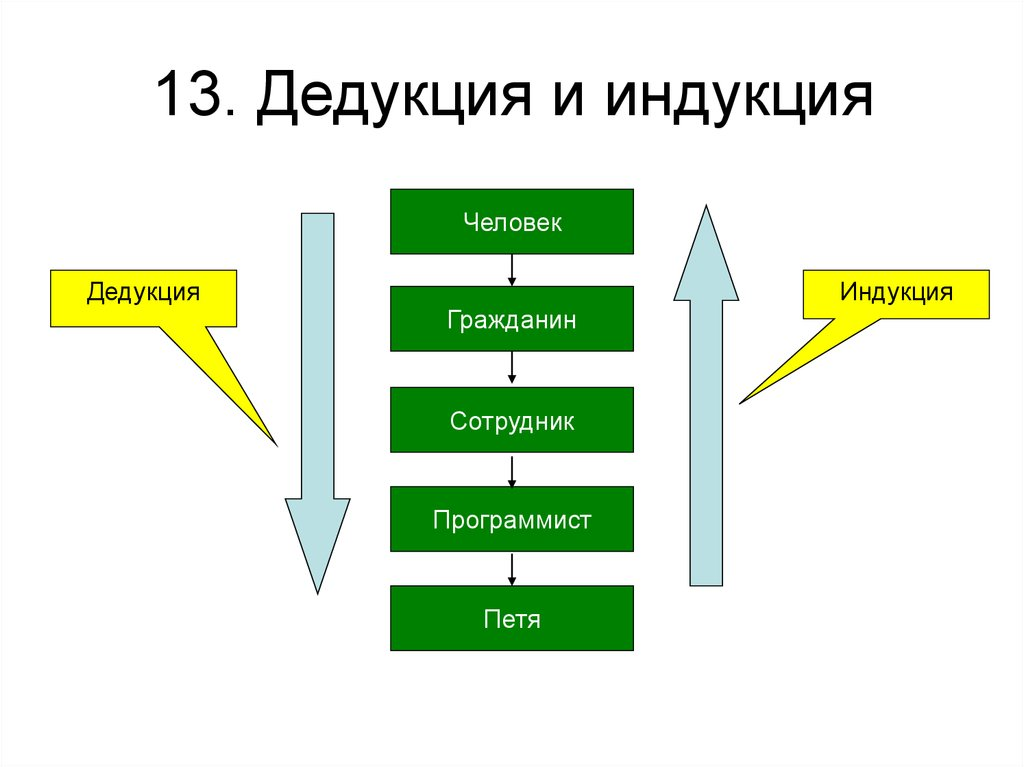 13. Дедукция и индукция
Человек
Дедукция
Индукция
Гражданин
Сотрудник
Программист
Петя